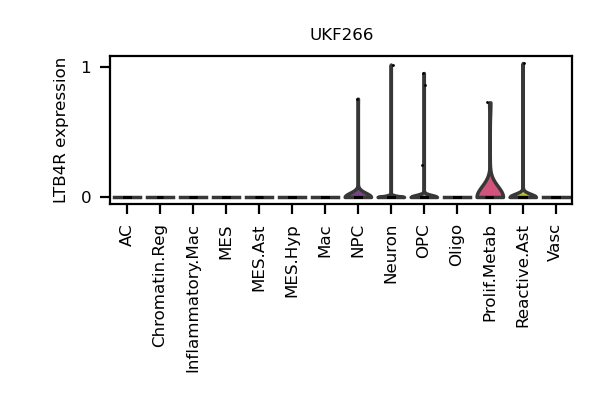 UKF266
LTB4R expression
1
0
AC
Chromatin.Reg
Inflammatory.Mac
MES
MES.Ast
MES.Hyp
Mac
NPC
Neuron
OPC
Oligo
Prolif.Metab
Reactive.Ast
Vasc